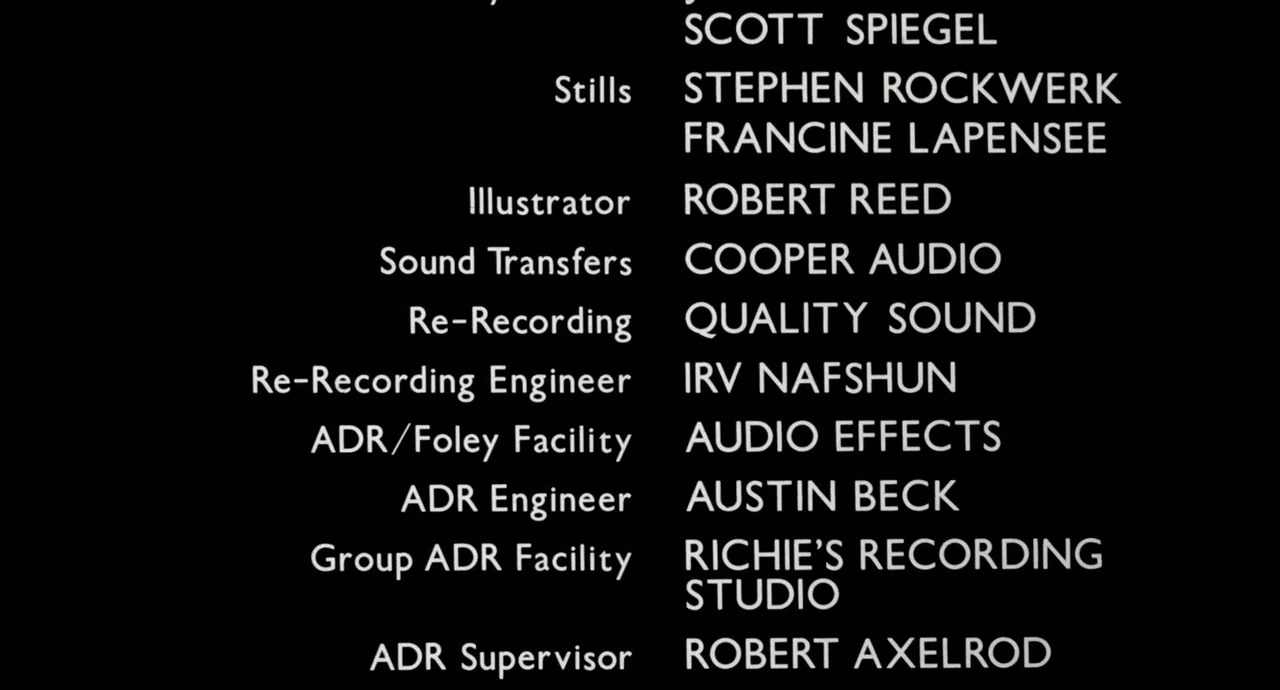 SCOTT SPIEGEL
Stills STEPHEN ROCKWERK
FRANCINE LAPENSEE
Illustrator ROBERT REED
Sound Transfers COOPER AUDIO
Re-Recording QUALITY SOUND
Re-Recording Engineer IRV NAFSHUN
ADR/Foley Facility AUDIO EFFECTS
ADR Engineer AUSTIN BECK
Group ADR Facility RICHIE'S RECORDING
STUDIO
ADR Supervisor ROBERT AXELROD